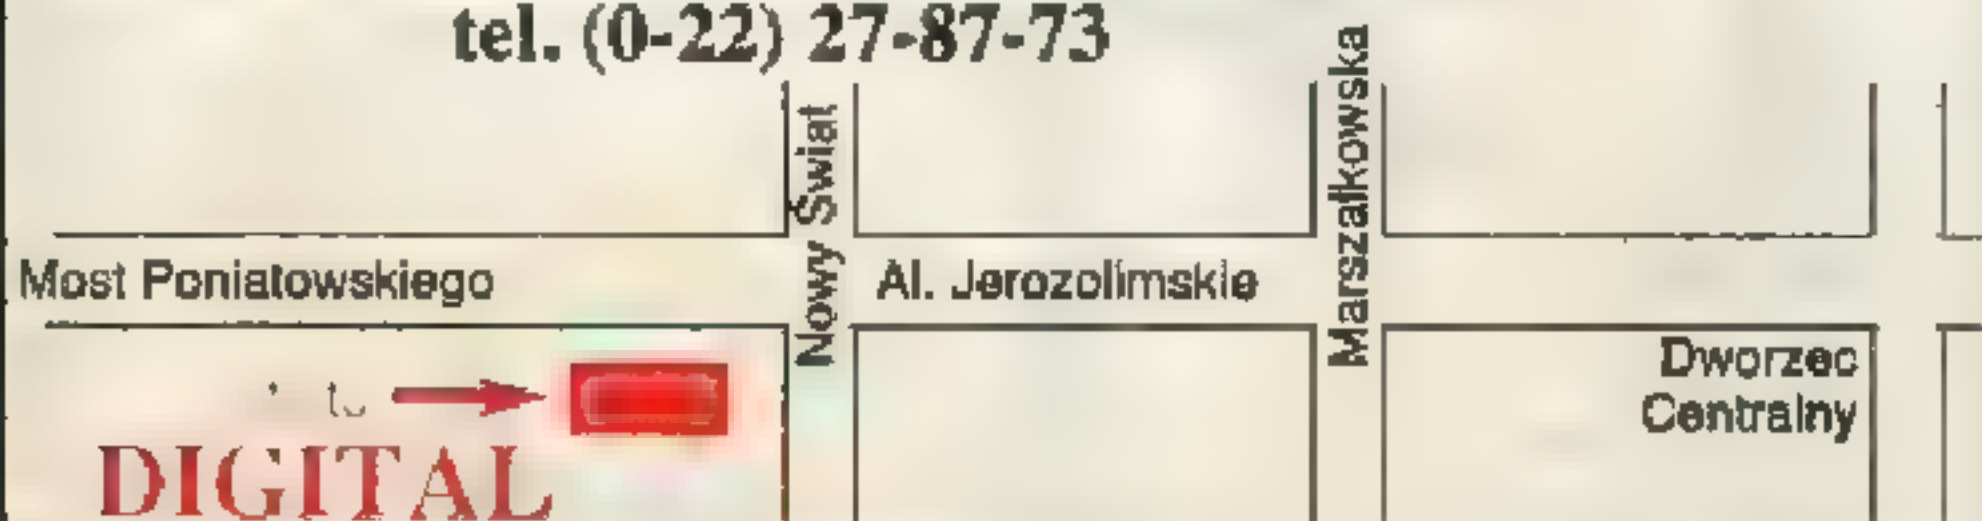 tel. (0-22) 27-87-73
Nowy Świat
Marszałkowska
Most Poniatowskiego
Al. Jerozolimskie
Dworzec
Centralny
DIGITAL